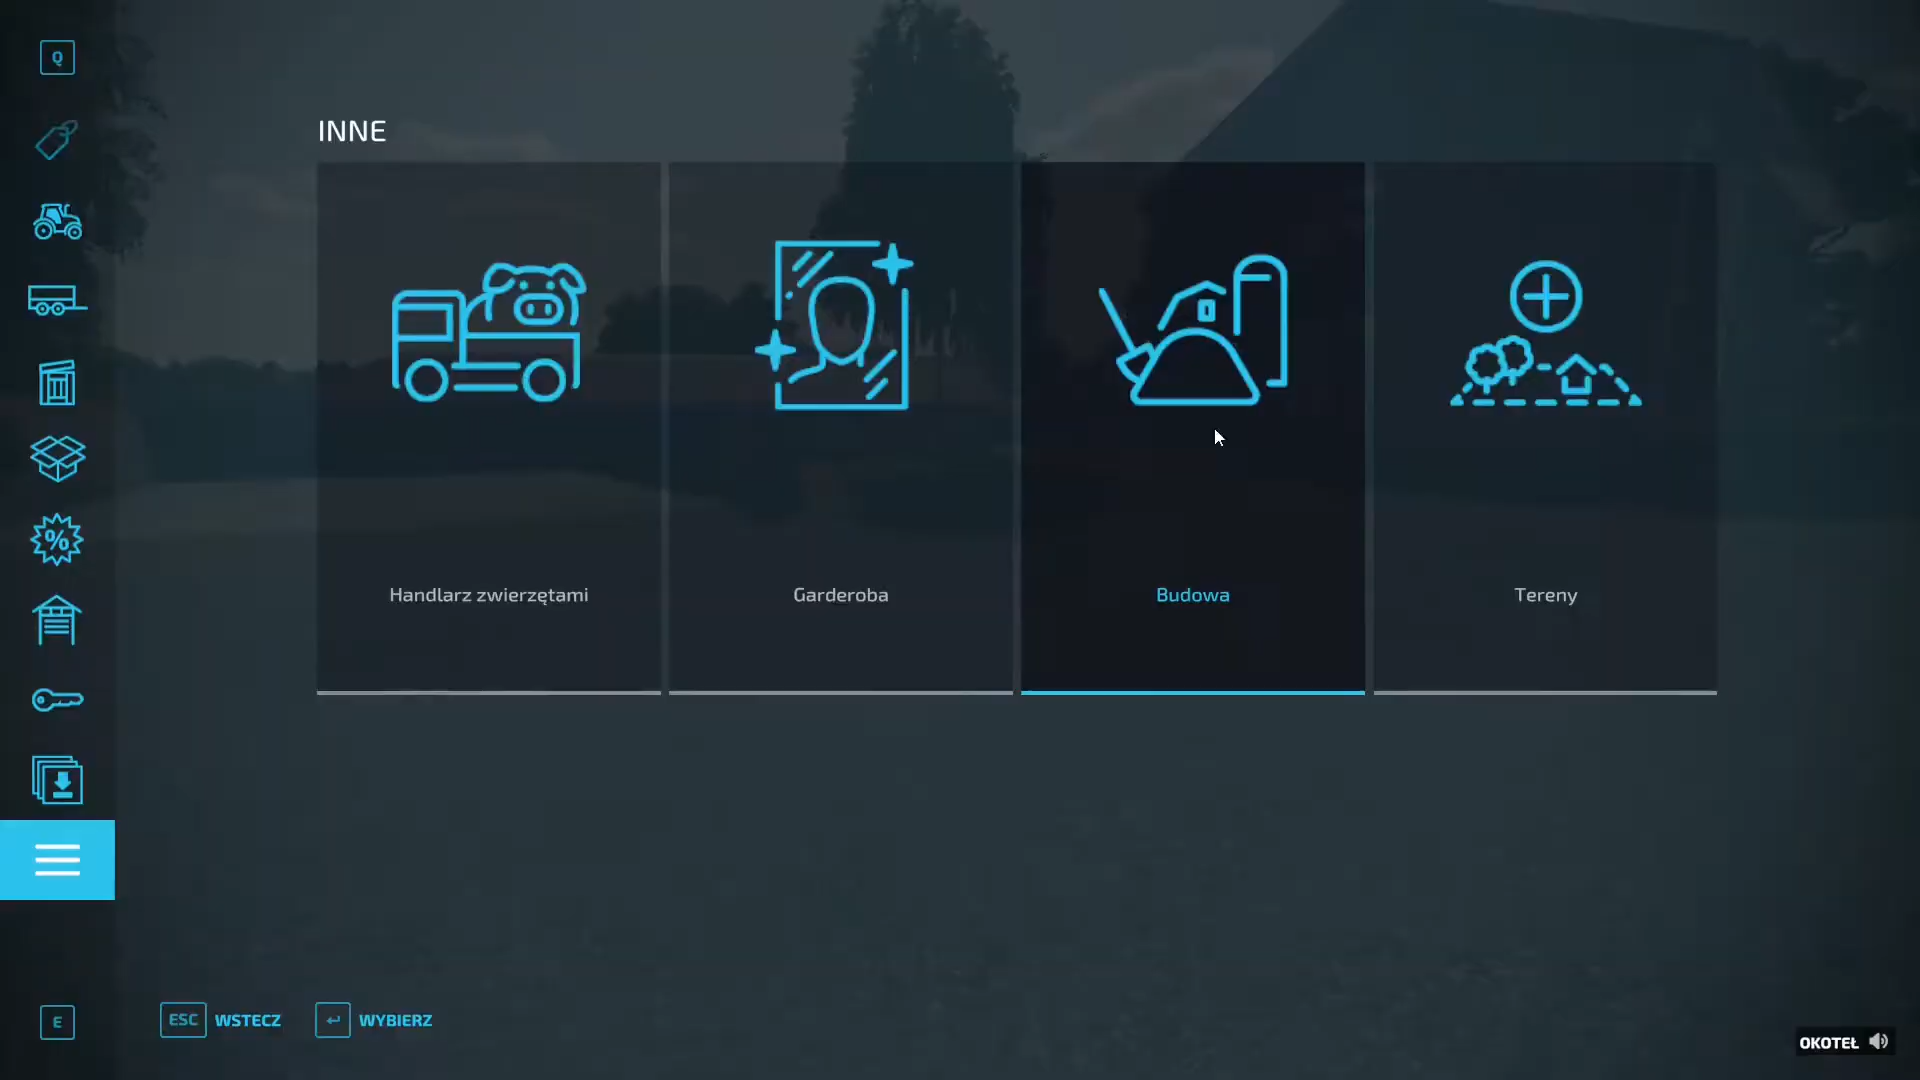 Q
INNE
%
Handlarz zwierzętami
Garderoba
Budowa
Tereny
E
ESC WSTECZ
WYBIERZ
OKOTEŁ